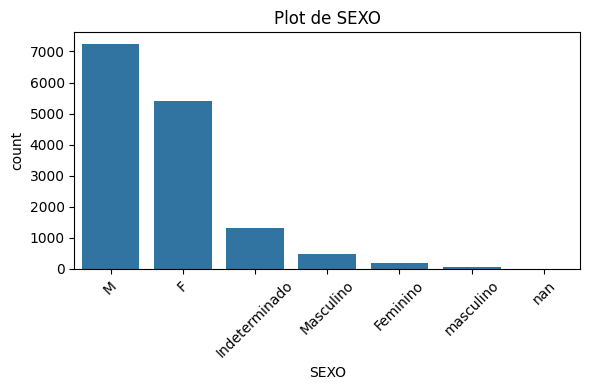 Plot de SEXO
count
7000
6000
5000
4000
3000
2000
1000
0
M
F
Indeterminado
Masculino
Feminino
masculino
nan
SEXO